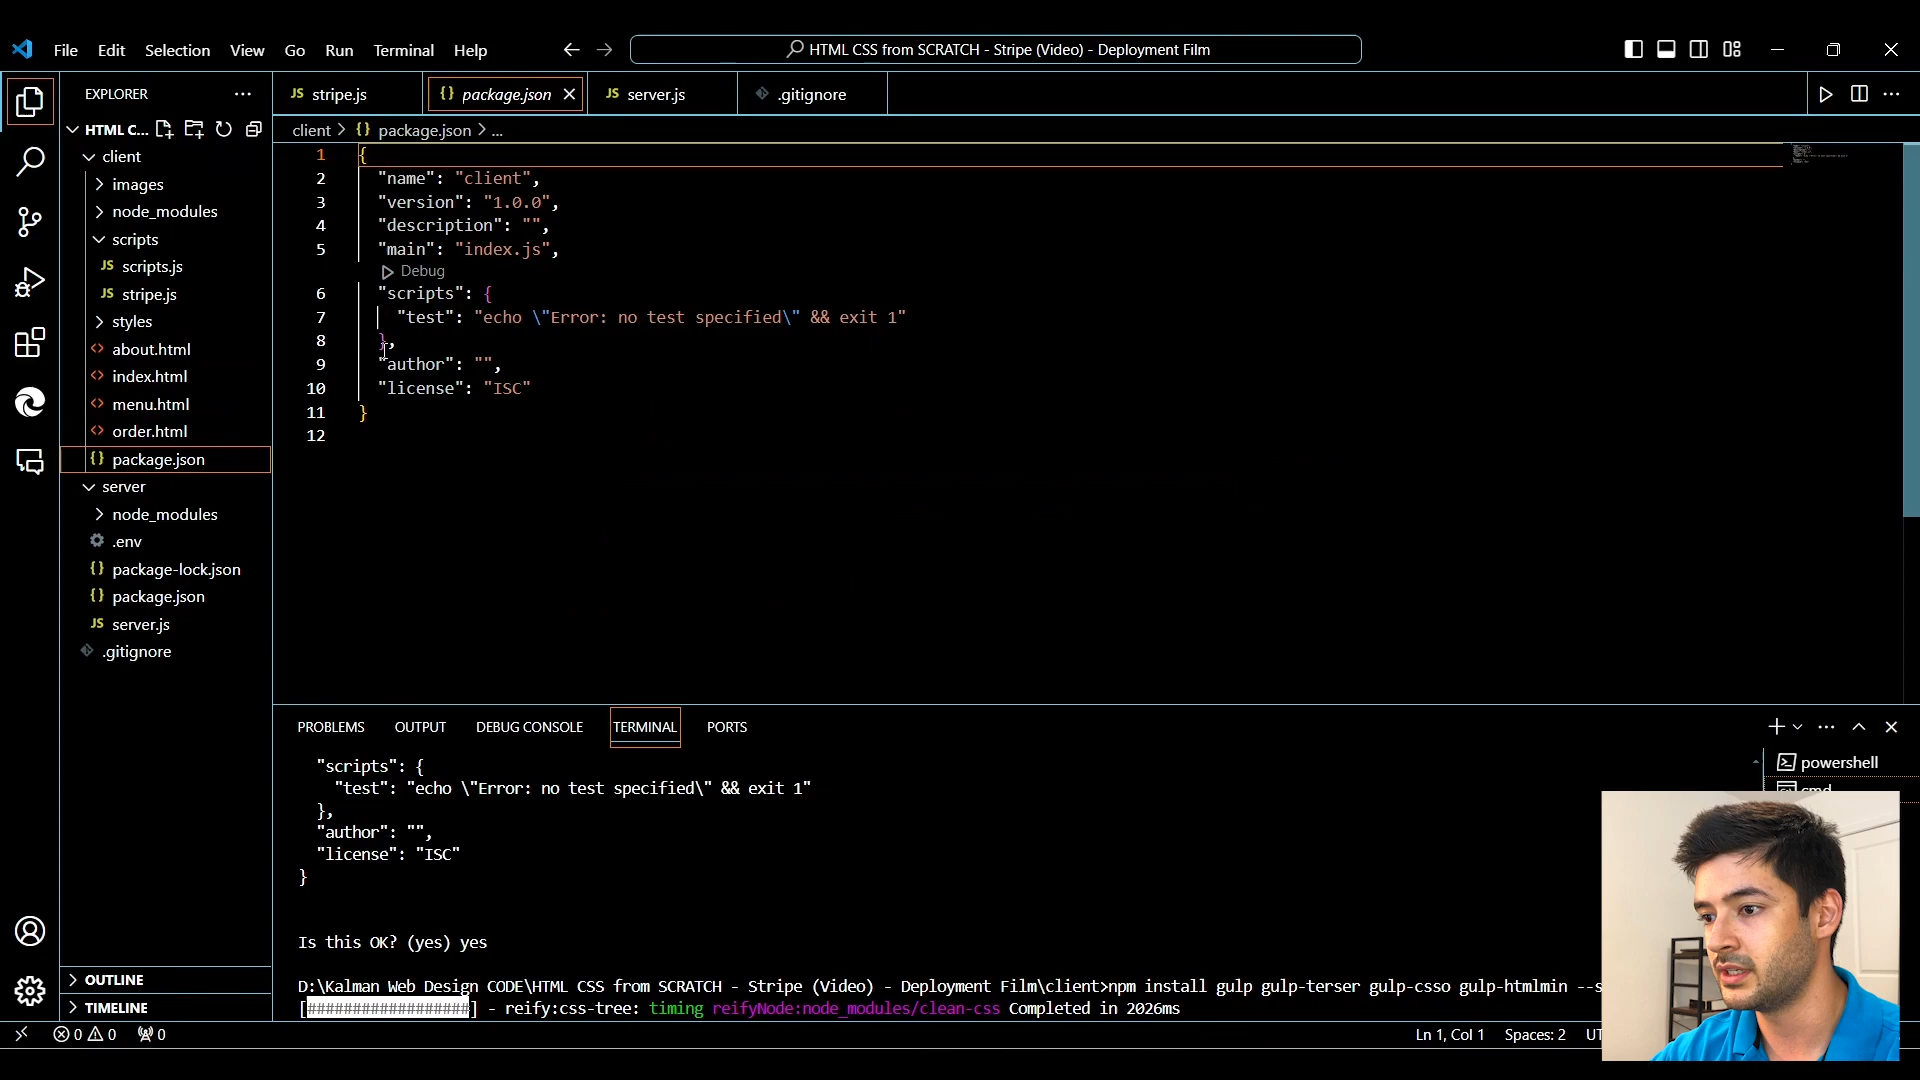 File Edit Selection View Go Run Terminal Help
HTML CSS from SCRATCH - Stripe (Video) - Deployment Film
EXPLORER
HTML C...
client
images
node_modules
scripts
JS scripts.js
JS stripe.js
styles
<> about.html
<> index.html
<> menu.html
<> order.html
{} package.json
server
node_modules
.env
{} package-lock.json
{} package.json
JS server.js
.gitignore
OUTLINE
TIMELINE
JS stripe.js
{} package.json
JS server.js
.gitignore
client > {} package.json > ...
1 {
2 "name": "client",
3 "version": "1.0.0",
4 "description": "",
5 "main": "index.js",
Debug
6 "scripts": {
7 "test": "echo \"Error: no test specified\" && exit 1"
8 },
9 "author": "",
10 "license": "ISC"
11 }
12
PROBLEMS OUTPUT DEBUG CONSOLE TERMINAL PORTS
powershell
cmd
"scripts": {
"test": "echo \"Error: no test specified\" && exit 1"
},
"author": "",
"license": "ISC"
}
Is this OK? (yes) yes
D:\Kalman Web Design CODE\HTML CSS from SCRATCH - Stripe (Video) - Deployment Film\client>npm install gulp gulp-terser gulp-csso gulp-htmlmin --s
[##################] - reify:css-tree: timing reifyNode:node_modules/clean-css Completed in 2026ms
0 0 0
Ln 1, Col 1 Spaces: 2 UT